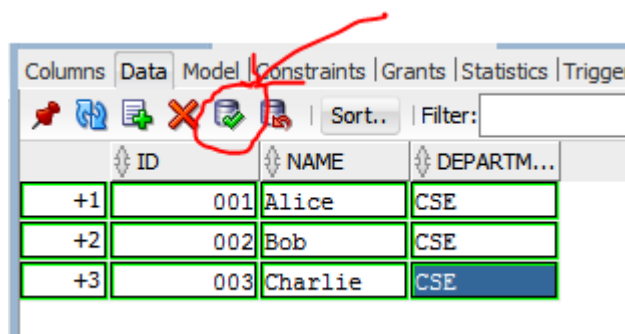 Columns Data Model Constraints Grants Statistics Trigge
Sort.. Filter:
ID NAME DEPARTM...
+1 001 Alice CSE
+2 002 Bob CSE
+3 003 Charlie CSE